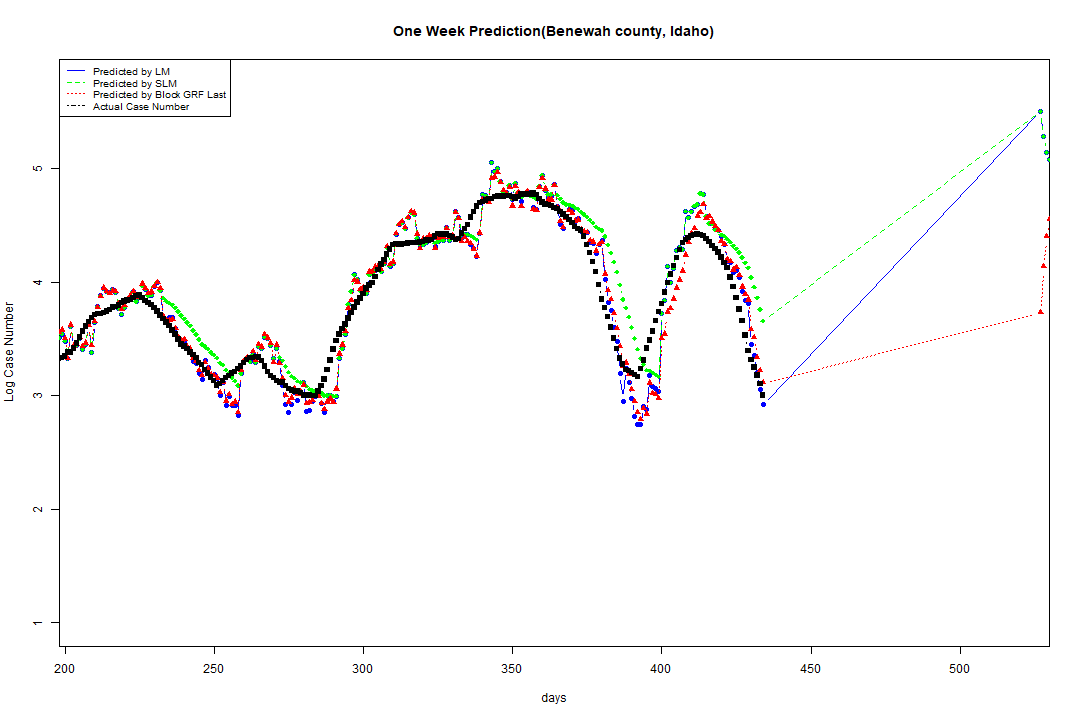 One Week Prediction(Benewah county, Idaho)
Predicted by LM
Predicted by SLM
Predicted by Block GRF Last
Actual Case Number
Log Case Number
5
4
3
2
1
200 250 300 350 400 450 500
days